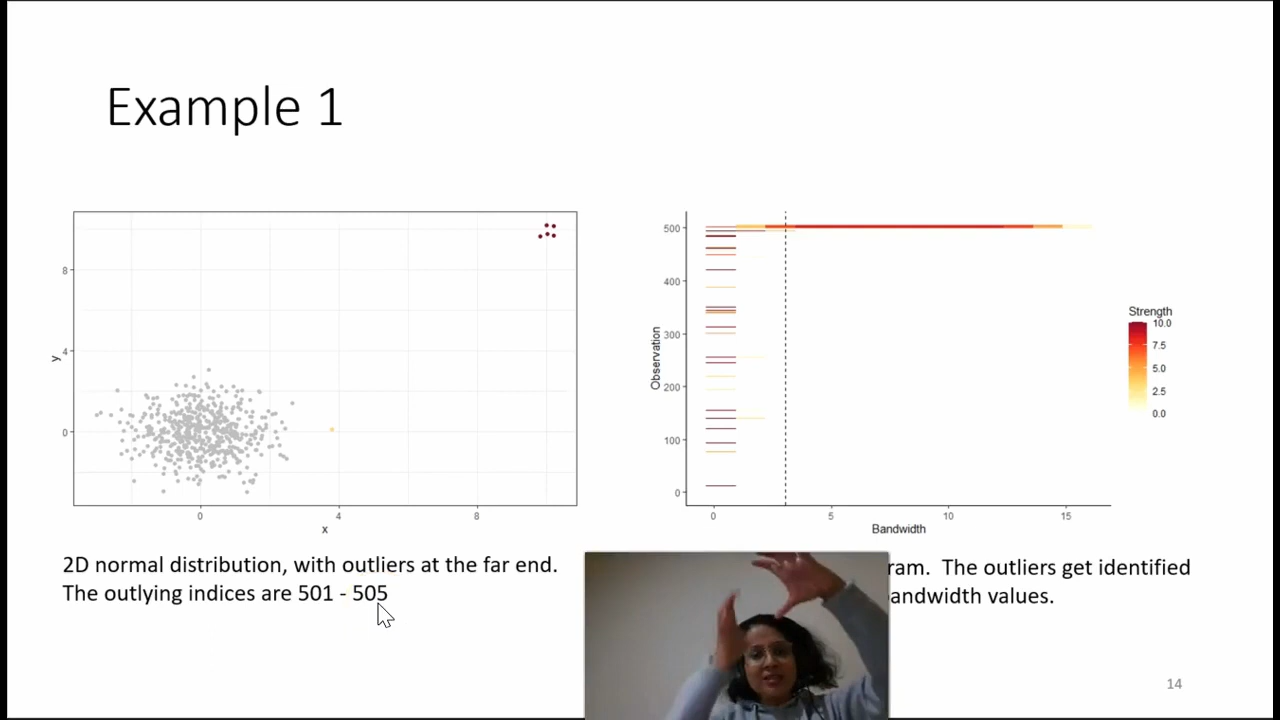 Example 1
8
4
0
y
0
4
8
x
500
400
300
200
100
0
Observation
0
5
10
15
Bandwidth
Strength
10.0
7.5
5.0
2.5
0.0
2D normal distribution, with outliers at the far end.
The outlying indices are 501 - 505
The outliers get identified
values.
14